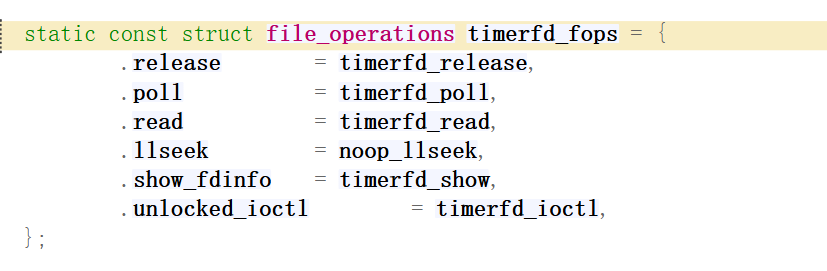 static const struct file_operations timerfd_fops = {
        .release        = timerfd_release,
        .poll           = timerfd_poll,
        .read           = timerfd_read,
        .llseek         = noop_llseek,
        .show_fdinfo    = timerfd_show,
        .unlocked_ioctl         = timerfd_ioctl,
};